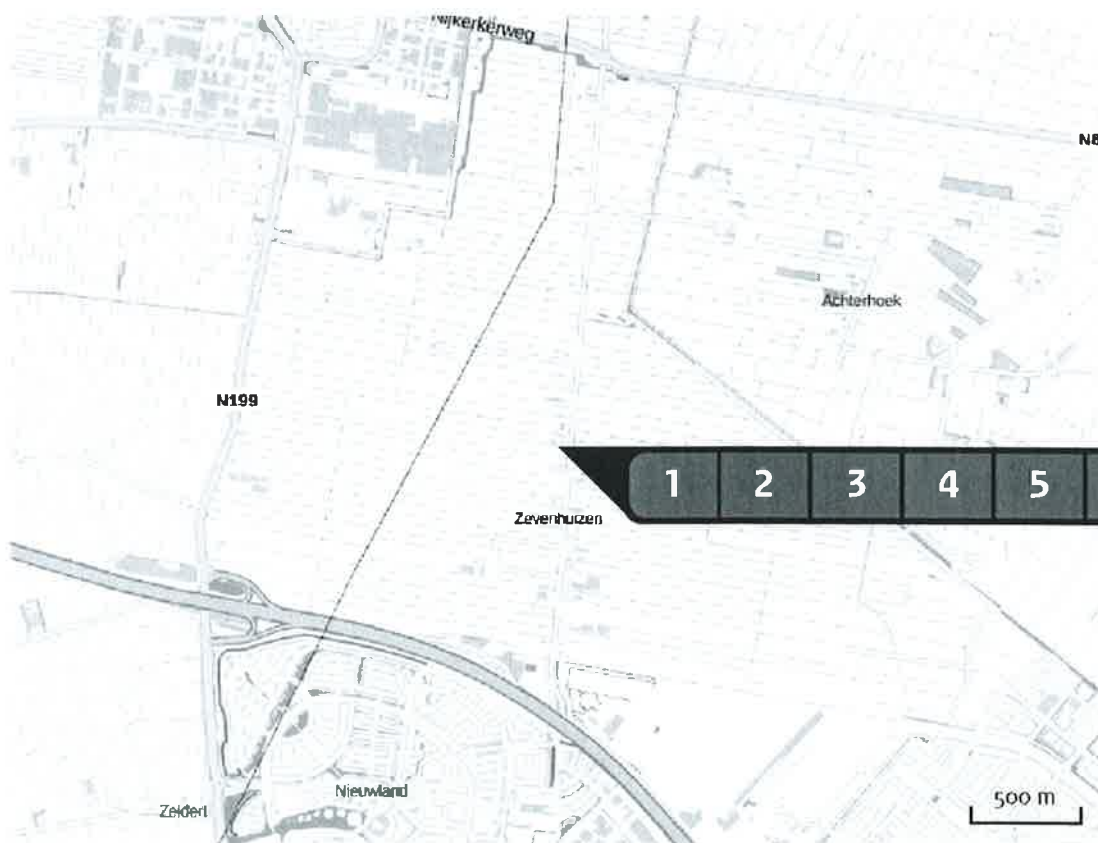 Nijkerkerweg
N8
Achterhoek
N199
1 2 3 4 5
Zevenhuizen
Nieuwland
Zeldert
500 m